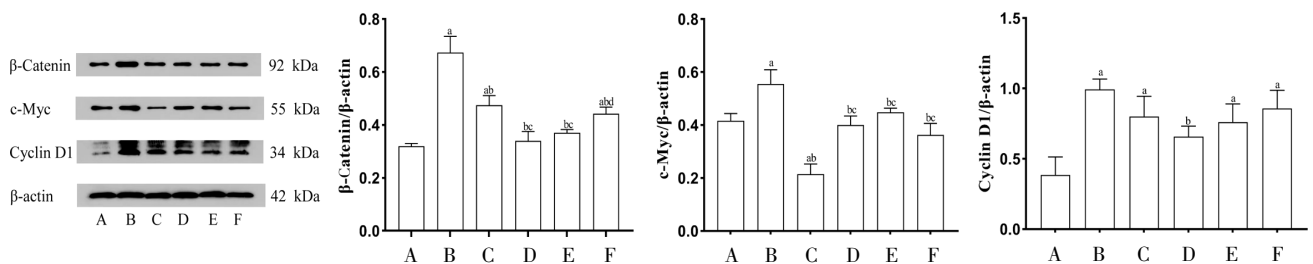 β-Catenin 92 kDa
c-Myc 55 kDa
Cyclin D1 34 kDa
β-actin 42 kDa
A B C D E F
β-Catenin/β-actin
0.8
0.6
0.4
0.2
0.0
a
ab
bc
bc
abd
A B C D E F
c-Myc/β-actin
0.8
0.6
0.4
0.2
0.0
a
ab
bc
bc
bc
A B C D E F
Cyclin D1/β-actin
1.5
1.0
0.5
0.0
a
a
b
a
a
A B C D E F